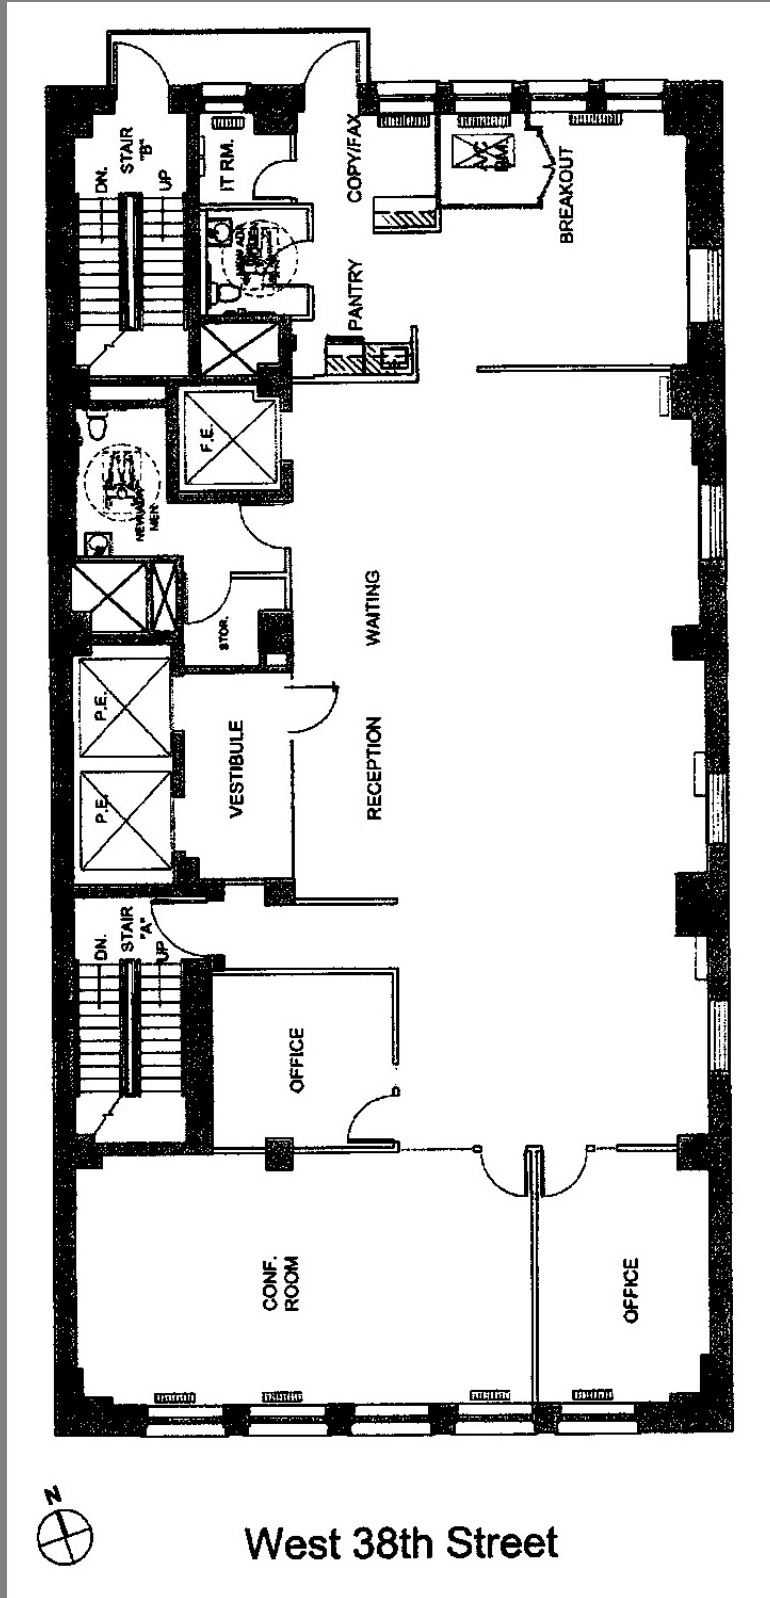 STAIR
"B"
DN.
UP
IT RM.
COPY/FAX
A/C
RM.
BREAKOUT
PANTRY
F.E.
MEN
STOR.
WAITING
P.E.
P.E.
VESTIBULE
RECEPTION
STAIR
"A"
DN.
UP
OFFICE
CONF.
ROOM
OFFICE
N
West 38th Street